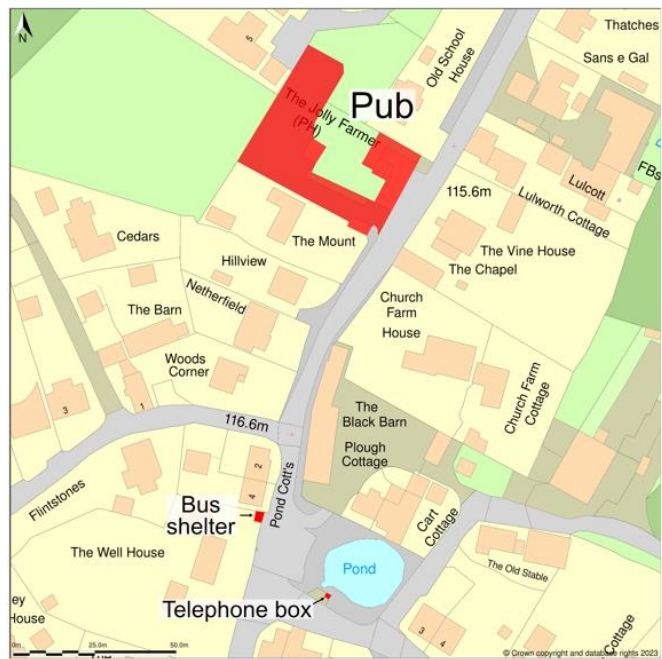 N
5
Old School
House
Thatches
Sans e Gal
Pub
The Jolly Farmer
(PH)
115.6m
Lulcott
FBs
Lulworth Cottage
The Mount
Cedars
The Vine House
The Chapel
Hillview
Netherfield
The Barn
Church
Farm
House
Woods
Corner
Church Farm
Cottage
3
1
116.6m
The
Black Barn
Plough
Cottage
2
4
Pond Cott's
Flintstones
Bus
shelter
Cart
Cottage
The Well House
Pond
The Old Stable
Telephone box
ey
House
3
4
Cottage
0m
25.0m
50.0m
© Crown copyright and database rights 2023